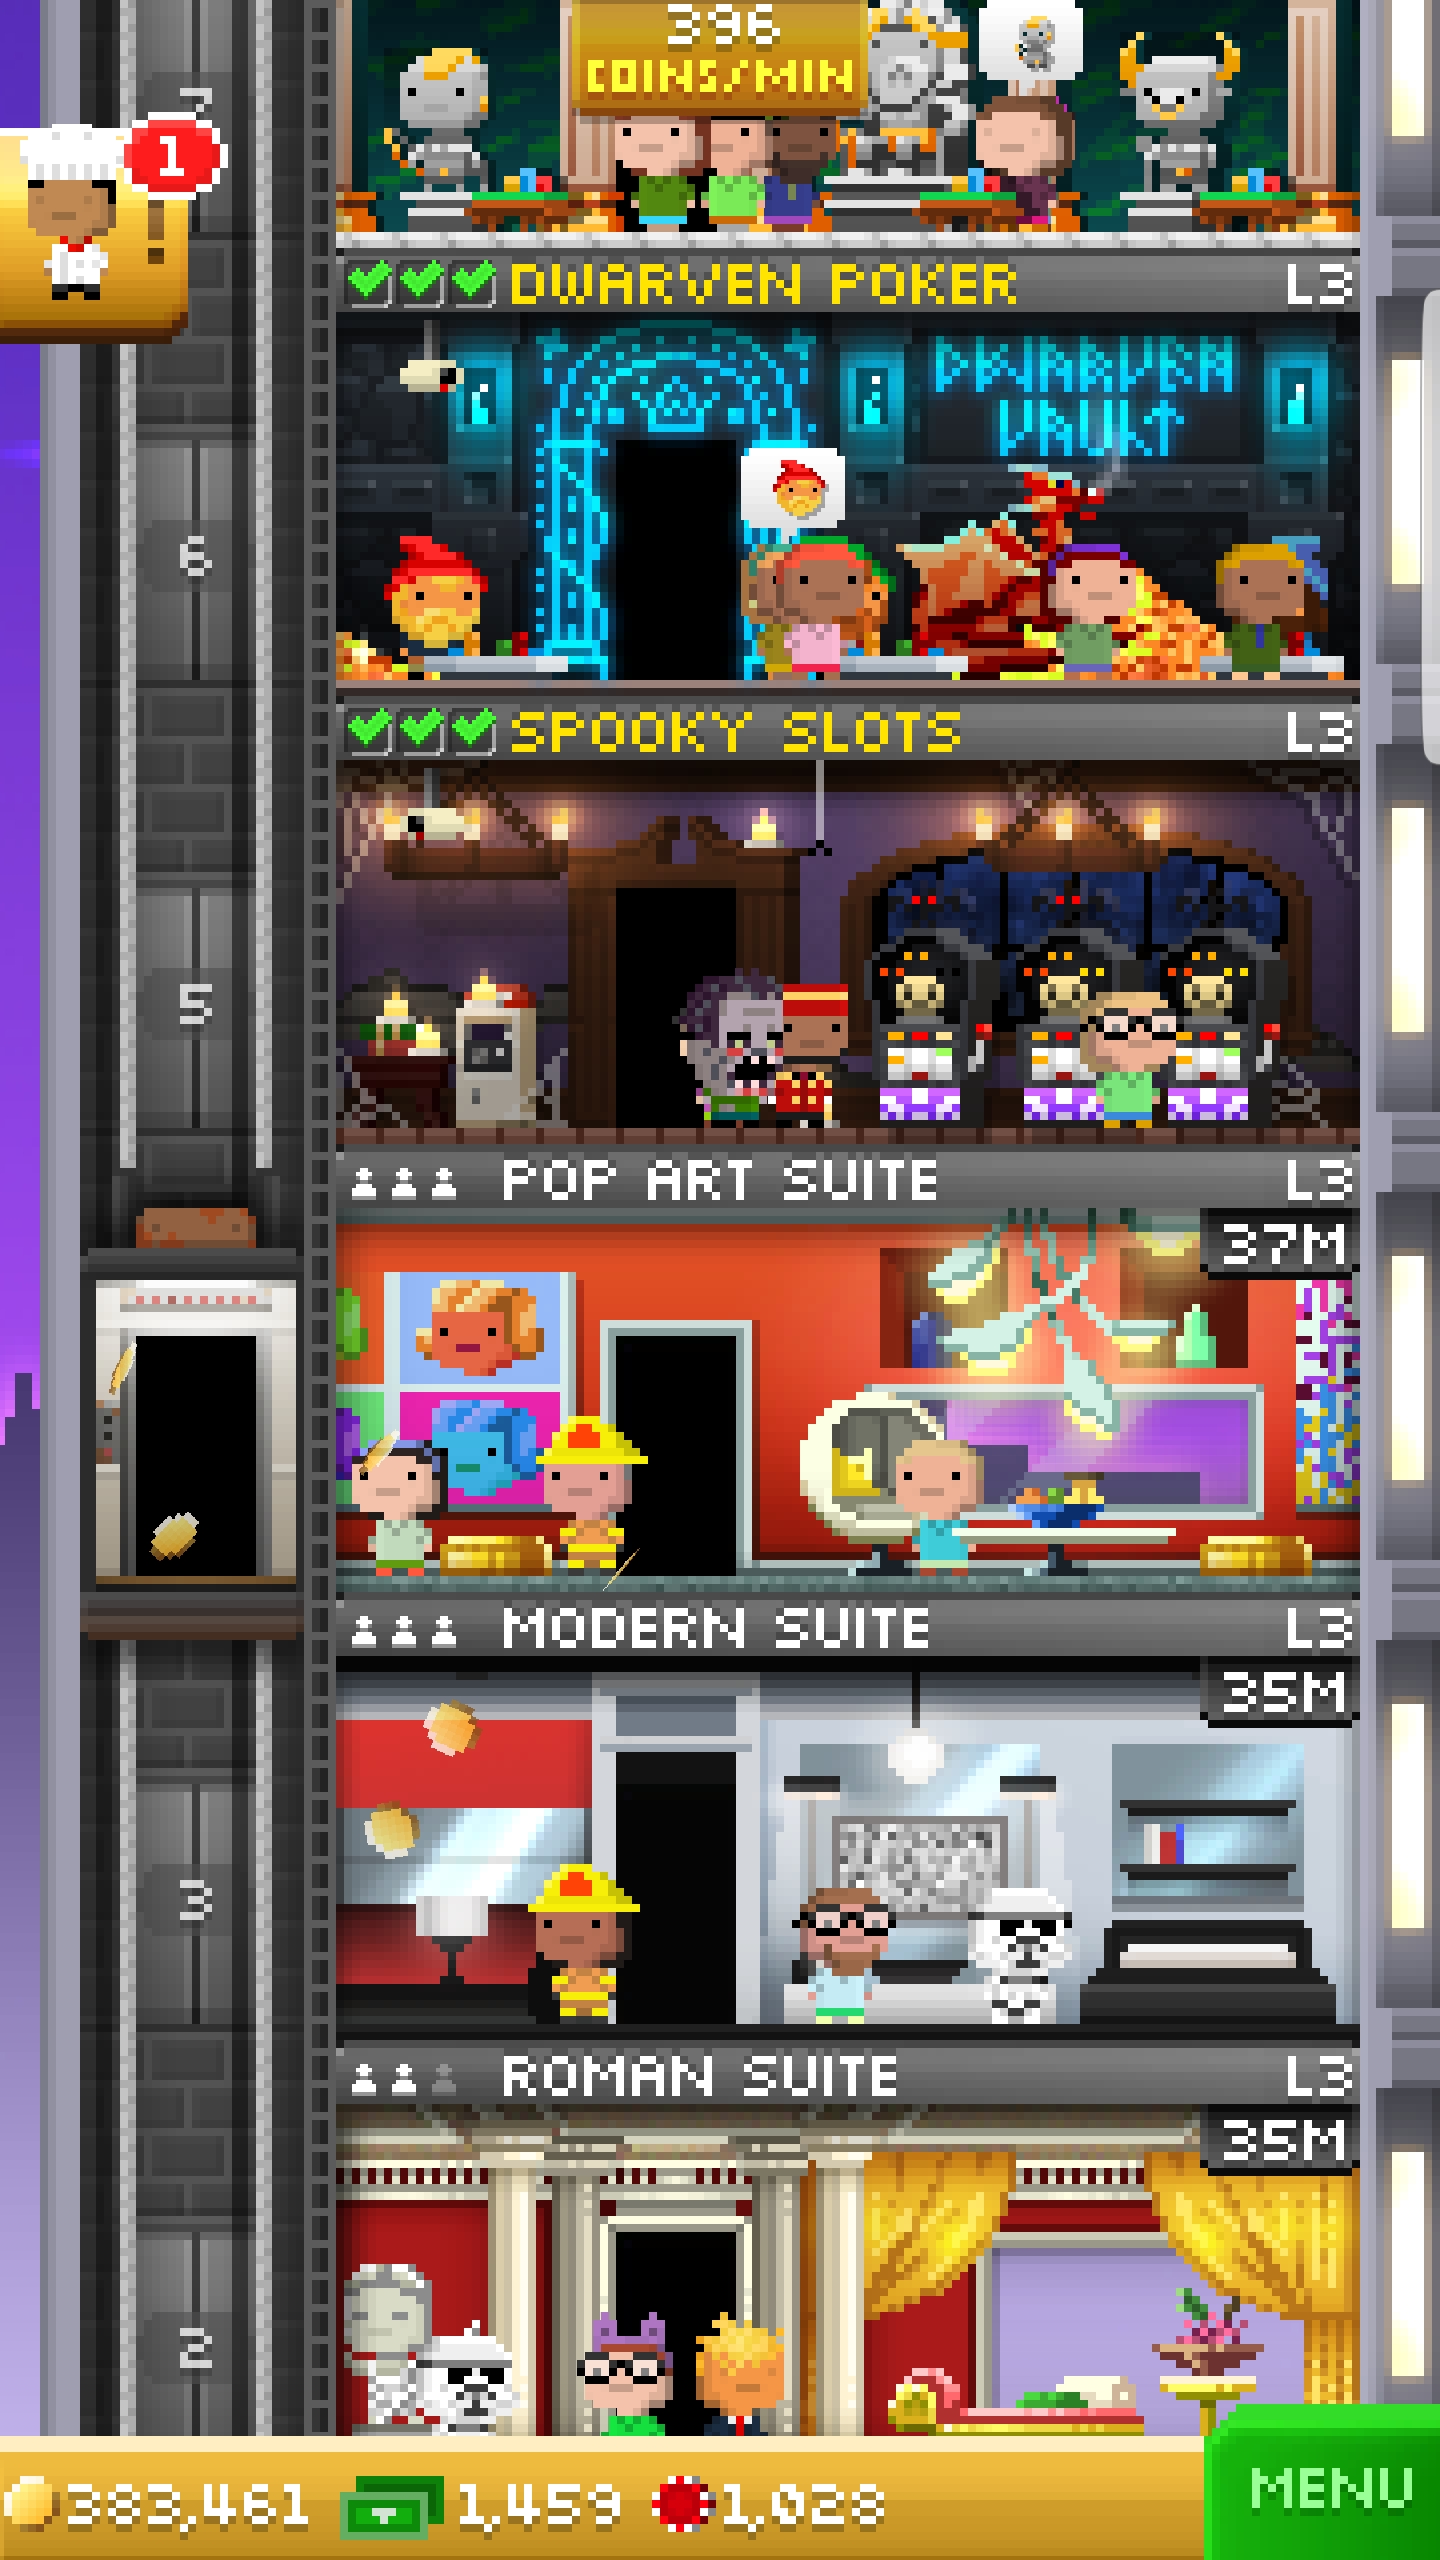 396
COINS/MIN
7
1
DWARVEN POKER L3
DWARVEN
VAULT
6
SPOOKY SLOTS L3
5
POP ART SUITE L3
37M
MODERN SUITE L3
35M
3
ROMAN SUITE L3
35M
2
383,461 1,459 1,028 MENU